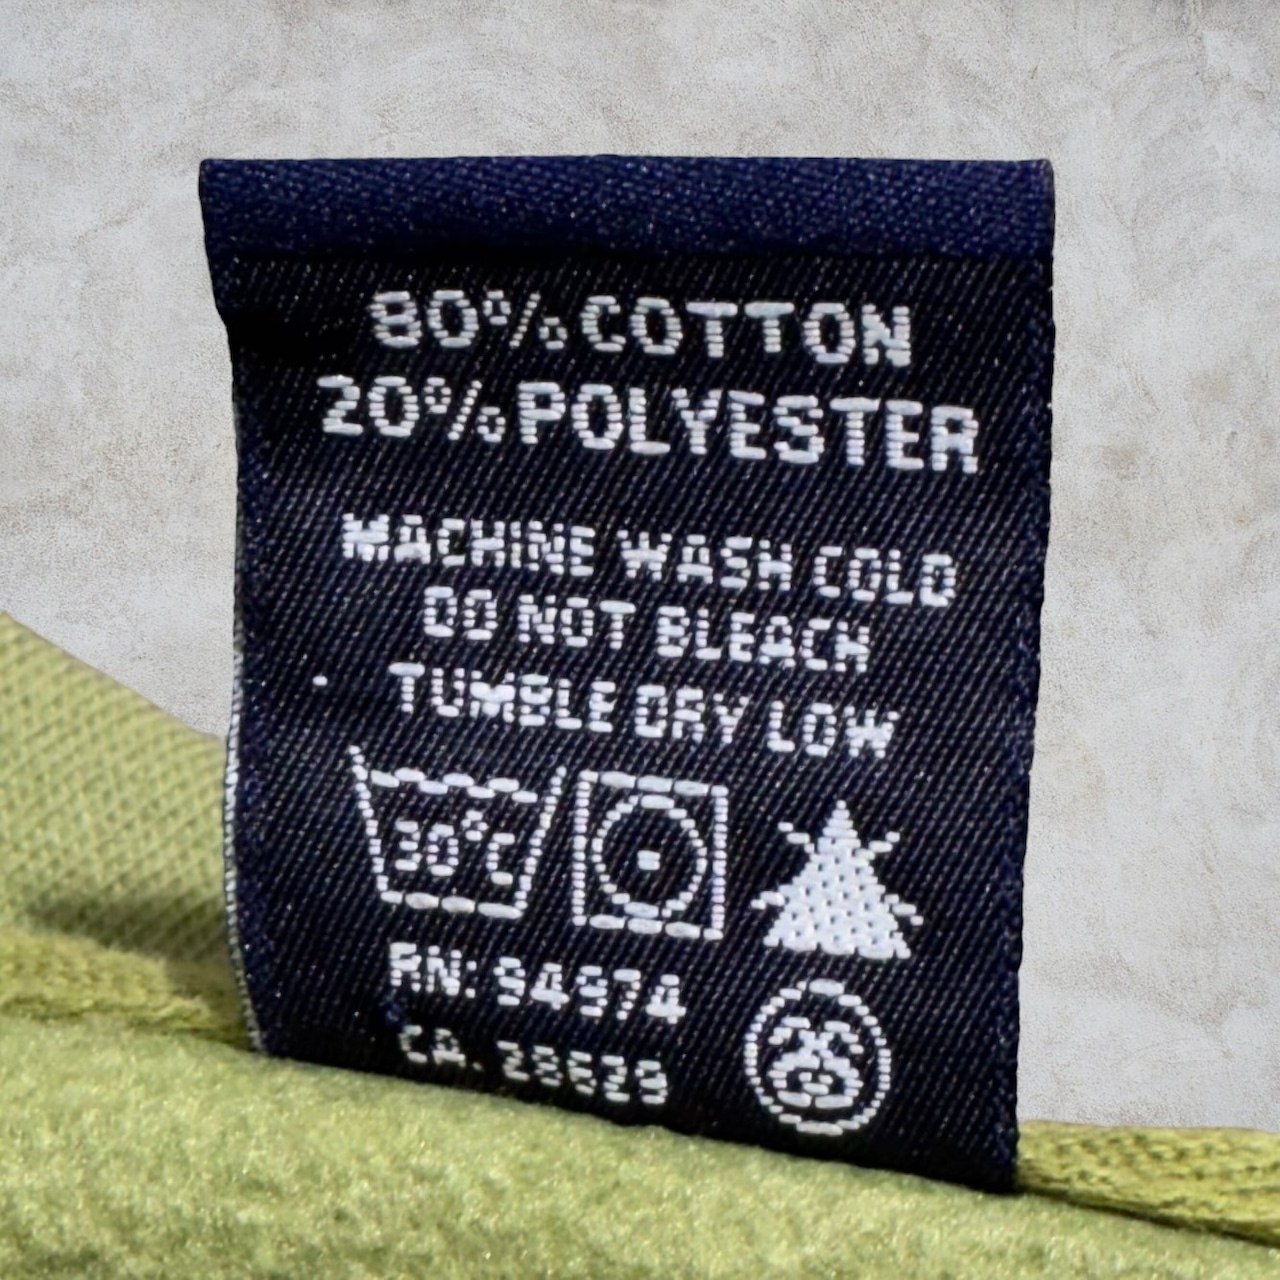 80% COTTON
20% POLYESTER
MACHINE WASH COLD
DO NOT BLEACH
TUMBLE DRY LOW
30°C
RN: 94974
CA. 28629